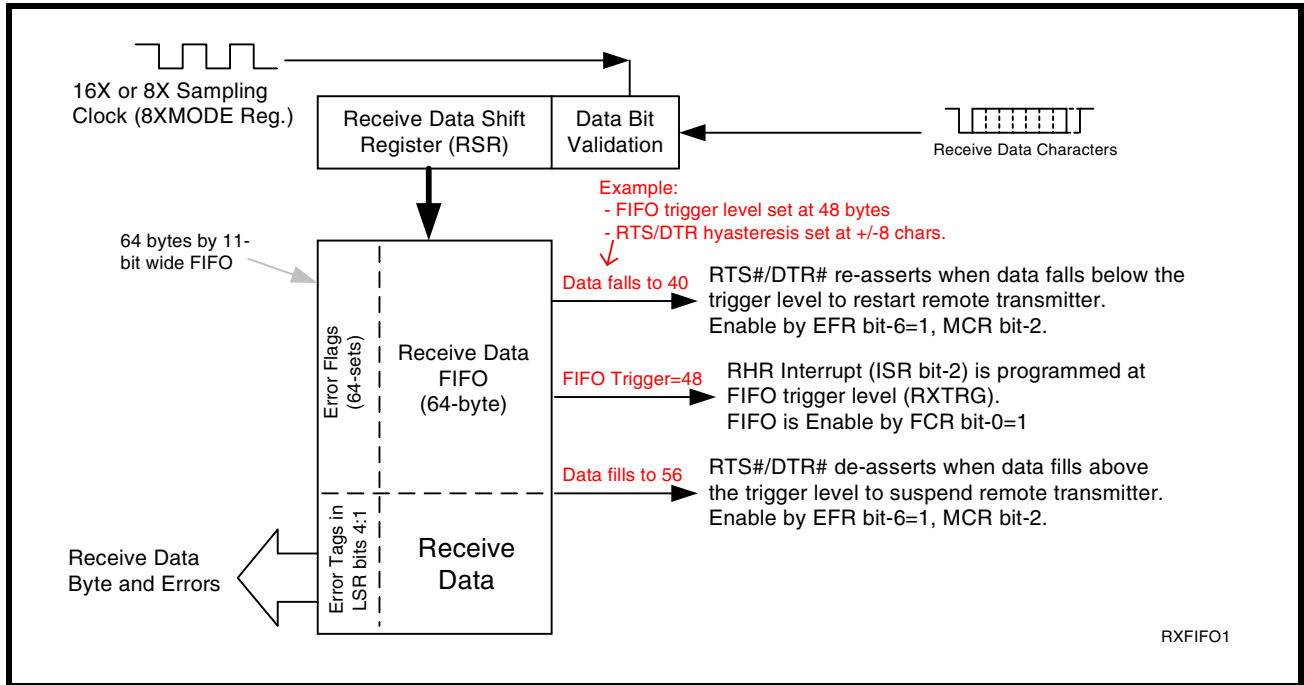 16X or 8X Sampling
Clock (8XMODE Reg.)
Receive Data Shift
Register (RSR)
Data Bit
Validation
Receive Data Characters
Example:
- FIFO trigger level set at 48 bytes
- RTS/DTR hyasteresis set at +/-8 chars.
64 bytes by 11-
bit wide FIFO
Error Flags
(64-sets)
Receive Data
FIFO
(64-byte)
Data falls to 40
RTS#/DTR# re-asserts when data falls below the
trigger level to restart remote transmitter.
Enable by EFR bit-6=1, MCR bit-2.
FIFO Trigger=48
RHR Interrupt (ISR bit-2) is programmed at
FIFO trigger level (RXTRG).
FIFO is Enable by FCR bit-0=1
Data fills to 56
RTS#/DTR# de-asserts when data fills above
the trigger level to suspend remote transmitter.
Enable by EFR bit-6=1, MCR bit-2.
Error Tags in
LSR bits 4:1
Receive
Data
Receive Data
Byte and Errors
RXFIFO1